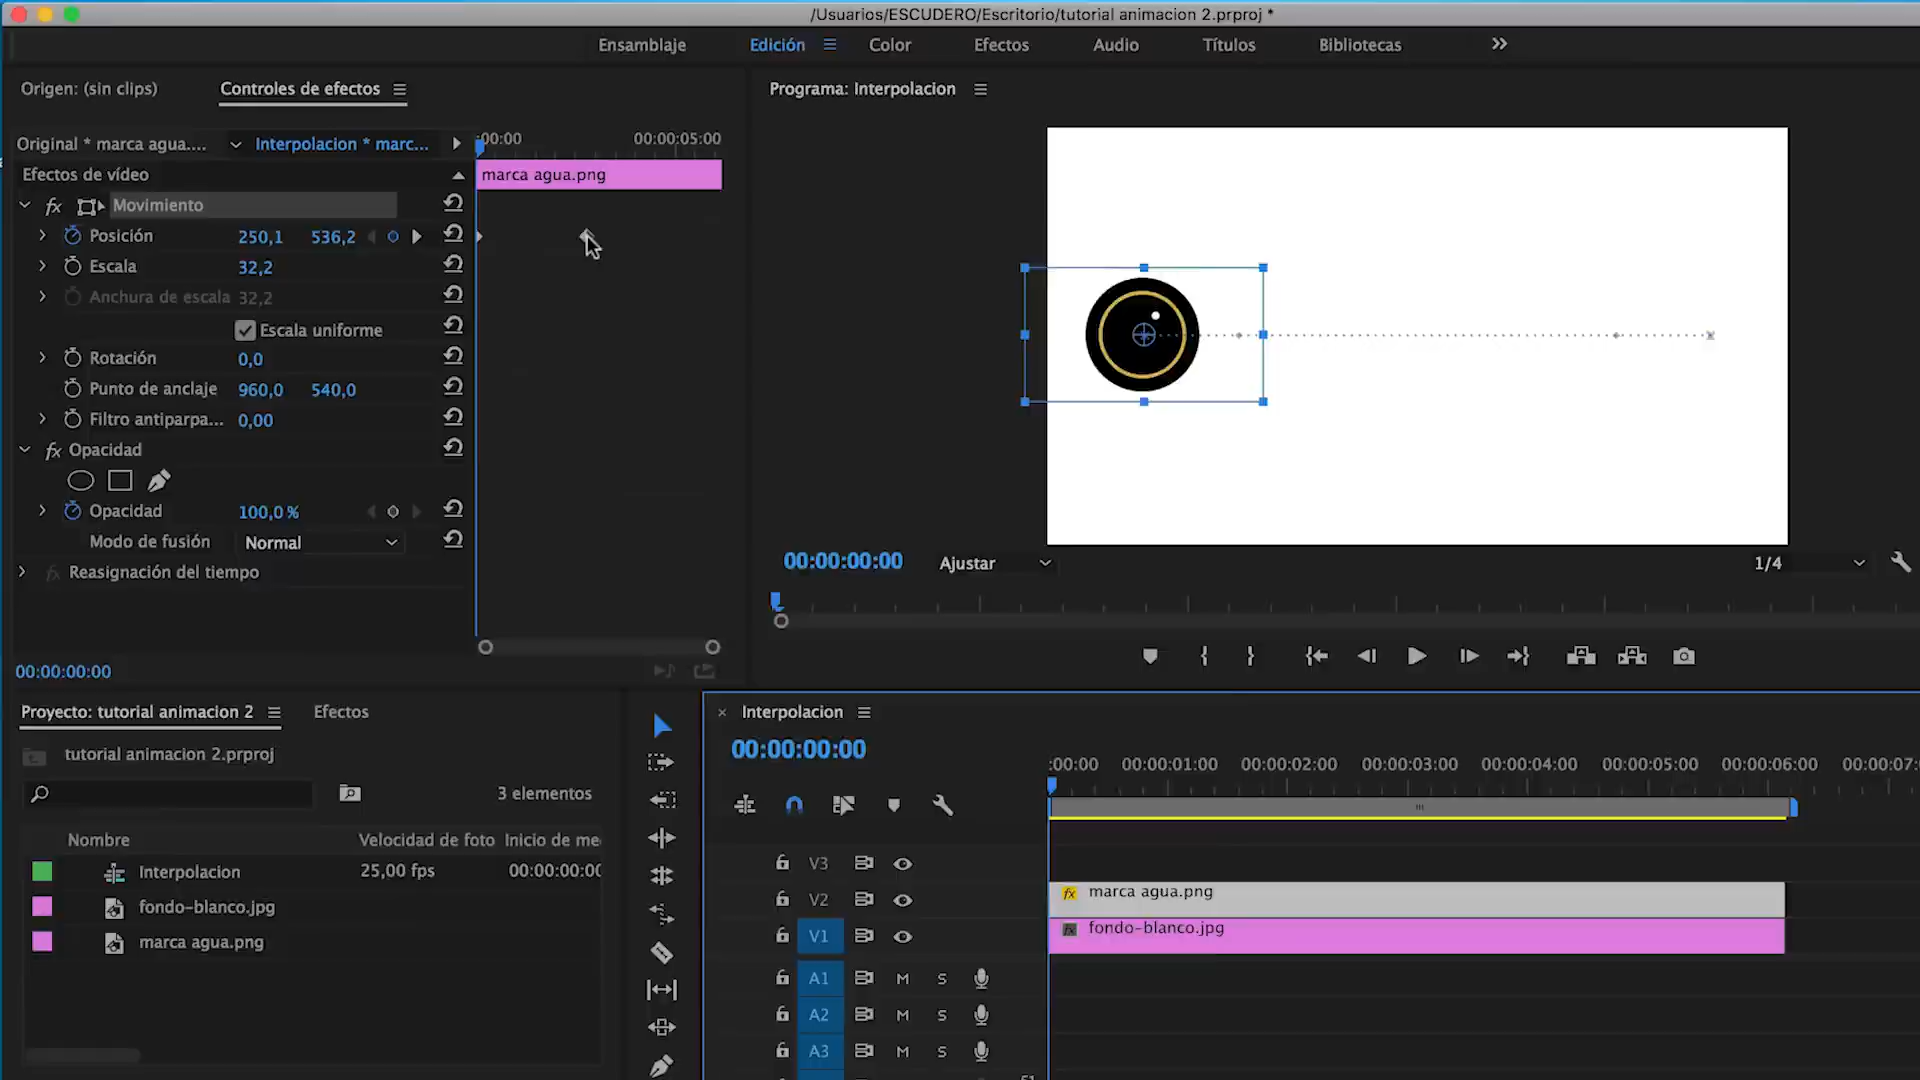 /Usuarios/ESCUDERO/Escritorio/tutorial animacion 2.prproj *
Ensamblaje Edición Color Efectos Audio Títulos Bibliotecas
Origen: (sin clips) Controles de efectos
Programa: Interpolacion
Original * marca agua.... Interpolacion * marc...
:00:00 00:00:05:00
Efectos de vídeo
marca agua.png
fx Movimiento
Posición 250,1 536,2
Escala 32,2
Anchura de escala 32,2
Escala uniforme
Rotación 0,0
Punto de anclaje 960,0 540,0
Filtro antiparpa... 0,00
fx Opacidad
Opacidad 100,0 %
Modo de fusión Normal
fx Reasignación del tiempo
00:00:00:00
00:00:00:00 Ajustar 1/4
Proyecto: tutorial animacion 2 Efectos
tutorial animacion 2.prproj
3 elementos
Nombre Velocidad de foto Inicio de me
Interpolacion 25,00 fps 00:00:00:00
fondo-blanco.jpg
marca agua.png
Interpolacion
00:00:00:00
:00:00 00:00:01:00 00:00:02:00 00:00:03:00 00:00:04:00 00:00:05:00 00:00:06:00 00:00:07:
V3
V2 fx marca agua.png
V1 fx fondo-blanco.jpg
A1 M S
A2 M S
A3 M S